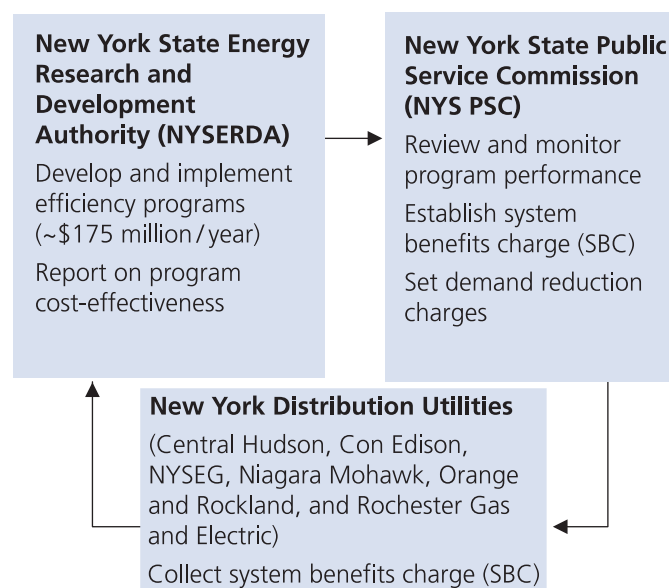 New York State Energy
Research and
Development
Authority (NYSERDA)
Develop and implement
efficiency programs
(~$175 million/year)
Report on program
cost-effectiveness
New York State Public
Service Commission
(NYS PSC)
Review and monitor
program performance
Establish system
benefits charge (SBC)
Set demand reduction
charges
New York Distribution Utilities
(Central Hudson, Con Edison,
NYSEG, Niagara Mohawk, Orange
and Rockland, and Rochester Gas
and Electric)
Collect system benefits charge (SBC)